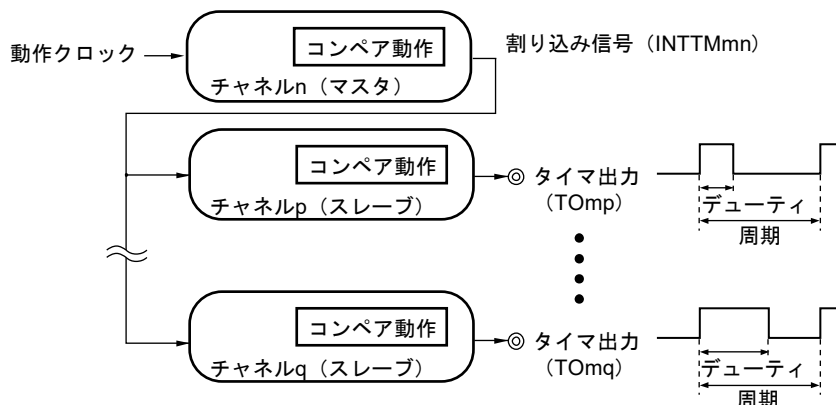 動作クロック
コンペア動作
チャネルn（マスタ）
割り込み信号（INTTMmn）
コンペア動作
チャネルp（スレーブ）
タイマ出力
（TOmp）
デューティ
周期
コンペア動作
チャネルq（スレーブ）
タイマ出力
（TOmq）
デューティ
周期